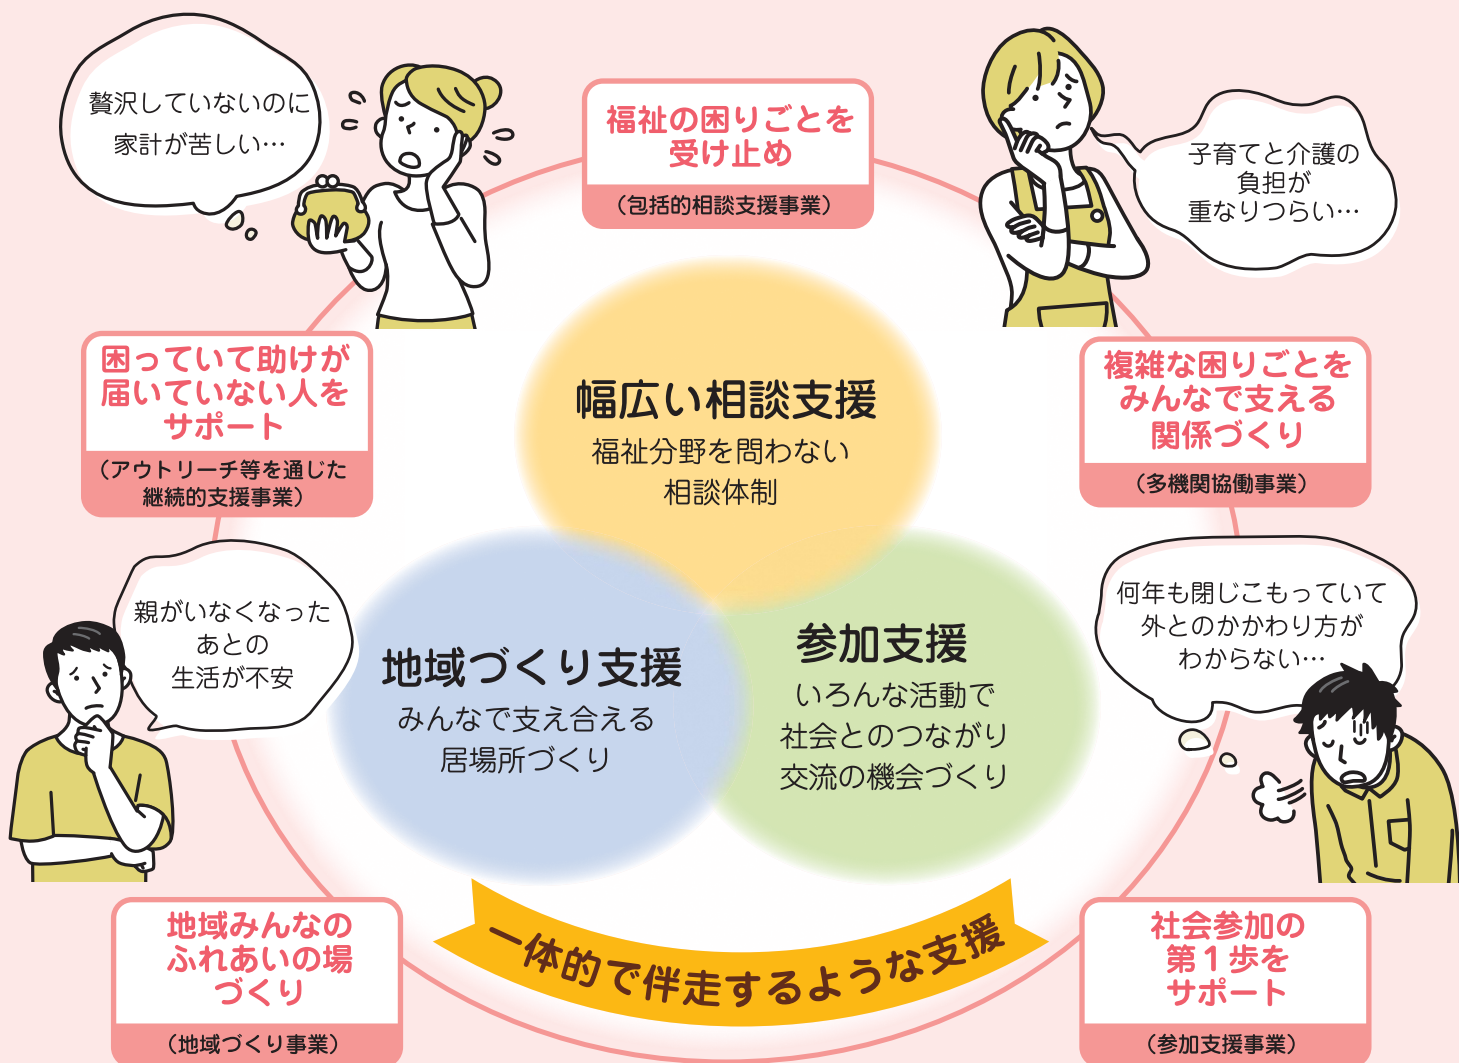 贅沢していないのに
家計が苦しい…
福祉の困りごとを
受け止め
（包括的相談支援事業）
子育てと介護の
負担が
重なりつらい…
困っていて助けが
届いていない人を
サポート
（アウトリーチ等を通じた
継続的支援事業）
複雑な困りごとを
みんなで支える
関係づくり
（多機関協働事業）
幅広い相談支援
福祉分野を問わない
相談体制
親がいなくなった
あとの
生活が不安
地域づくり支援
みんなで支え合える
居場所づくり
参加支援
いろんな活動で
社会とのつながり
交流の機会づくり
何年も閉じこもっていて
外とのかかわり方が
わからない…
地域みんなの
ふれあいの場
づくり
（地域づくり事業）
一体的で伴走するような支援
社会参加の
第1歩を
サポート
（参加支援事業）